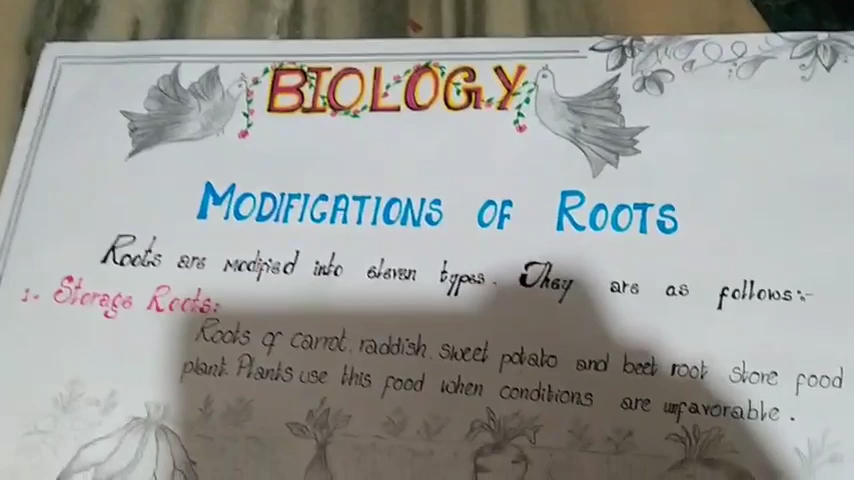 BIOLOGY
MODIFICATIONS OF ROOTS
Roots are modified into eleven types. They are as follows:-
1- Storage Roots:
Roots of carrot, raddish, sweet potato and beet root store food
plant. Plants use this food when conditions are unfavorable.